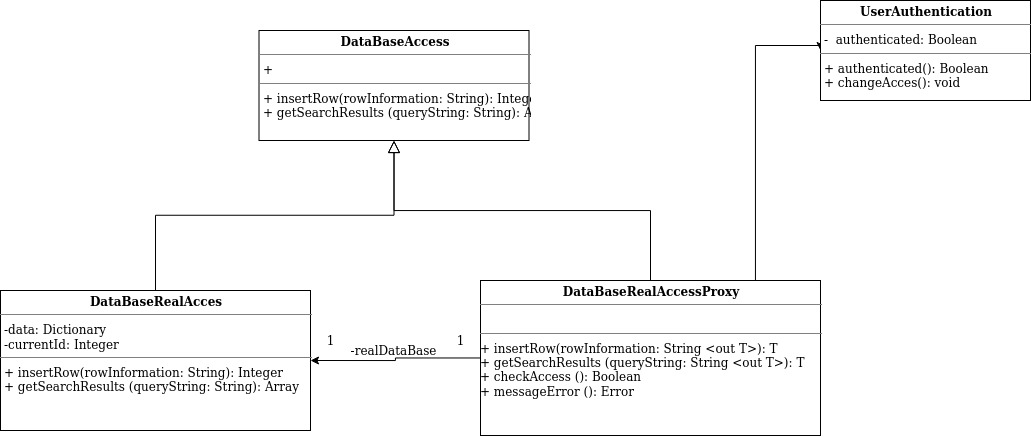 UserAuthentication
- authenticated: Boolean
+ authenticated(): Boolean
+ changeAcces(): void
DataBaseAccess
+
+ insertRow(rowInformation: String): Integ
+ getSearchResults (queryString: String): A
DataBaseRealAcces
-data: Dictionary
-currentId: Integer
+ insertRow(rowInformation: String): Integer
+ getSearchResults (queryString: String): Array
1
-realDataBase
1
DataBaseRealAccessProxy
+ insertRow(rowInformation: String <out T>): T
+ getSearchResults (queryString: String <out T>): T
+ checkAccess (): Boolean
+ messageError (): Error